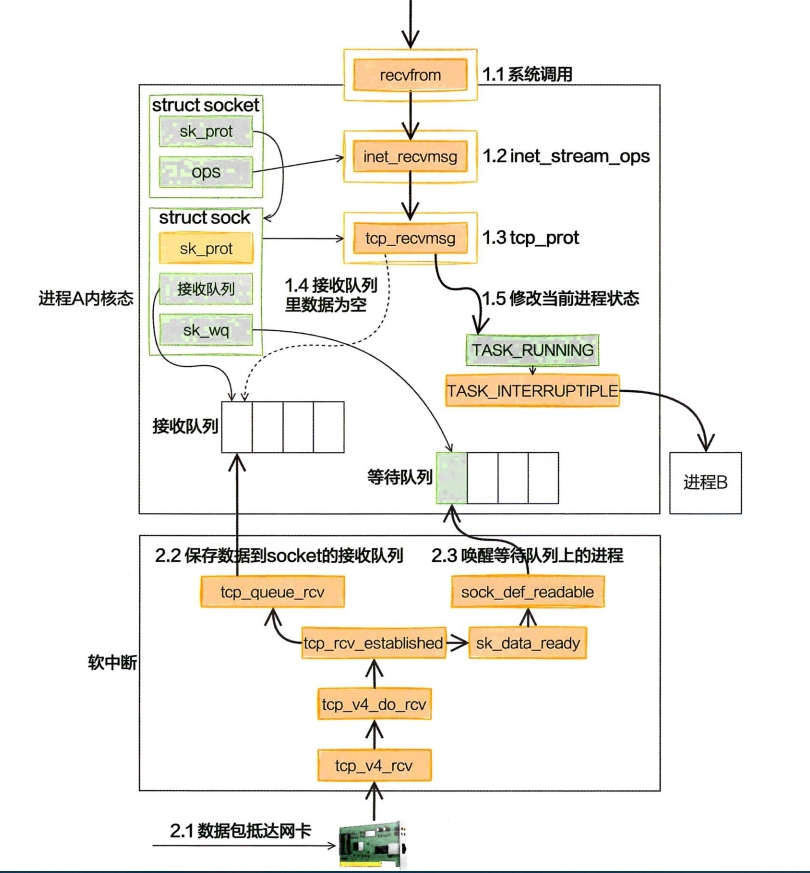 recvfrom
1.1 系统调用
struct socket
sk_prot
ops
inet_recvmsg
1.2 inet_stream_ops
struct sock
sk_prot
接收队列
sk_wq
tcp_recvmsg
1.3 tcp_prot
进程A内核态
1.4 接收队列
里数据为空
1.5 修改当前进程状态
TASK_RUNNING
TASK_INTERRUPTIPLE
接收队列
等待队列
进程B
2.2 保存数据到socket的接收队列
2.3 唤醒等待队列上的进程
tcp_queue_rcv
sock_def_readable
tcp_rcv_established
sk_data_ready
软中断
tcp_v4_do_rcv
tcp_v4_rcv
2.1 数据包抵达网卡